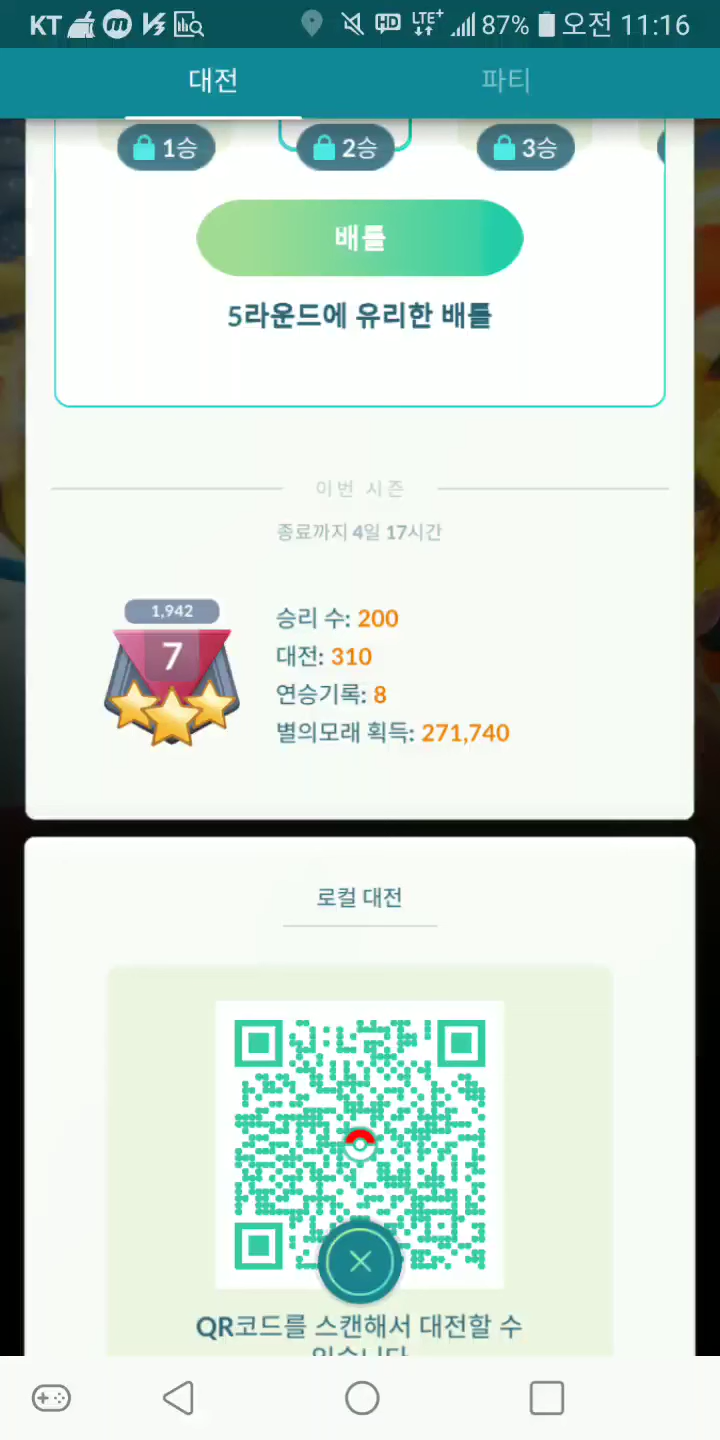 KT HD LTE+ 87% 오전 11:16
대전 파티
1승 2승 3승
배틀
5라운드에 유리한 배틀
이번 시즌
종료까지 4일 17시간
1,942
7
승리 수: 200
대전: 310
연승기록: 8
별의모래 획득: 271,740
로컬 대전
QR코드를 스캔해서 대전할 수
있습니다